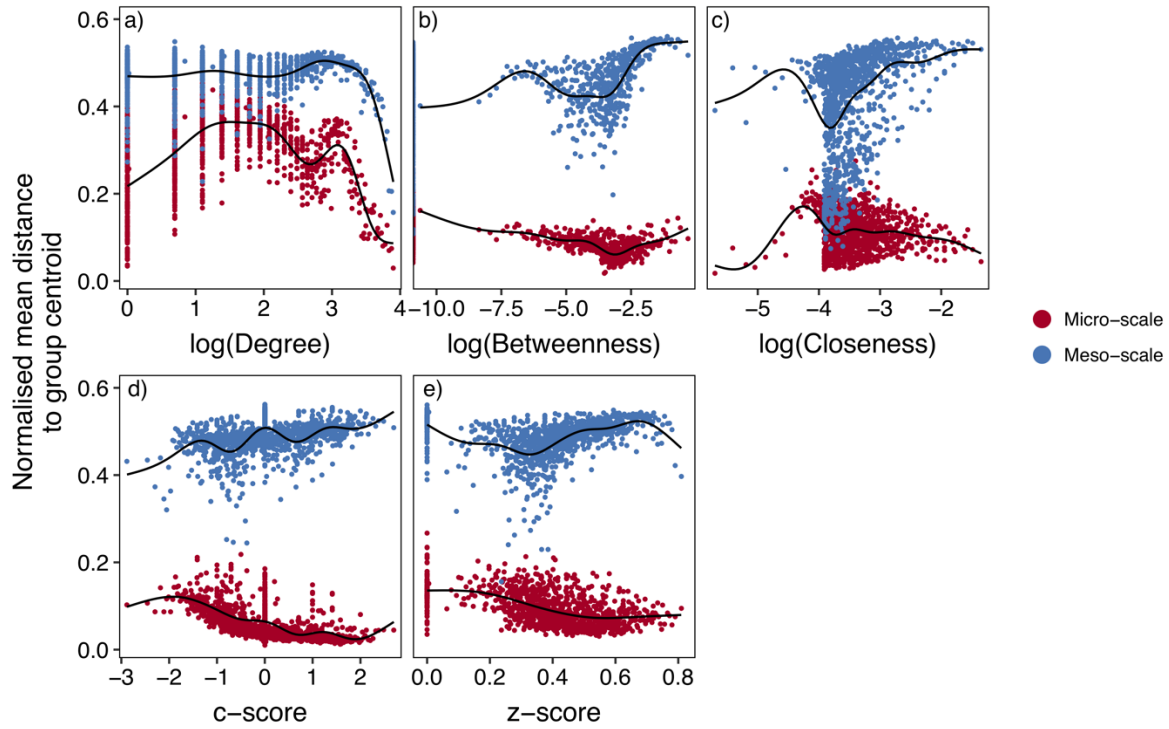 Normalised mean distance
to group centroid
a)
0.6
0.4
0.2
0.0
0 1 2 3 4
log(Degree)
b)
−10.0 −7.5 −5.0 −2.5
log(Betweenness)
c)
−5 −4 −3 −2
log(Closeness)
Micro−scale
Meso−scale
d)
0.6
0.4
0.2
0.0
−3 −2 −1 0 1 2
c−score
e)
0.0 0.2 0.4 0.6 0.8
z−score